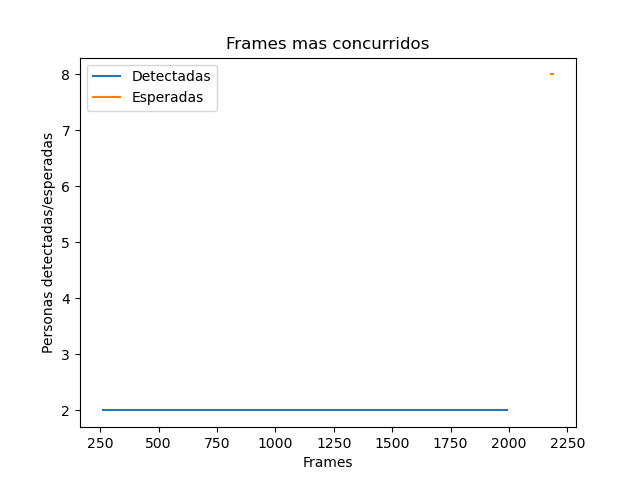 Frames mas concurridos
Detectadas
Esperadas
8
7
6
5
4
3
2
Personas detectadas/esperadas
250 500 750 1000 1250 1500 1750 2000 2250
Frames